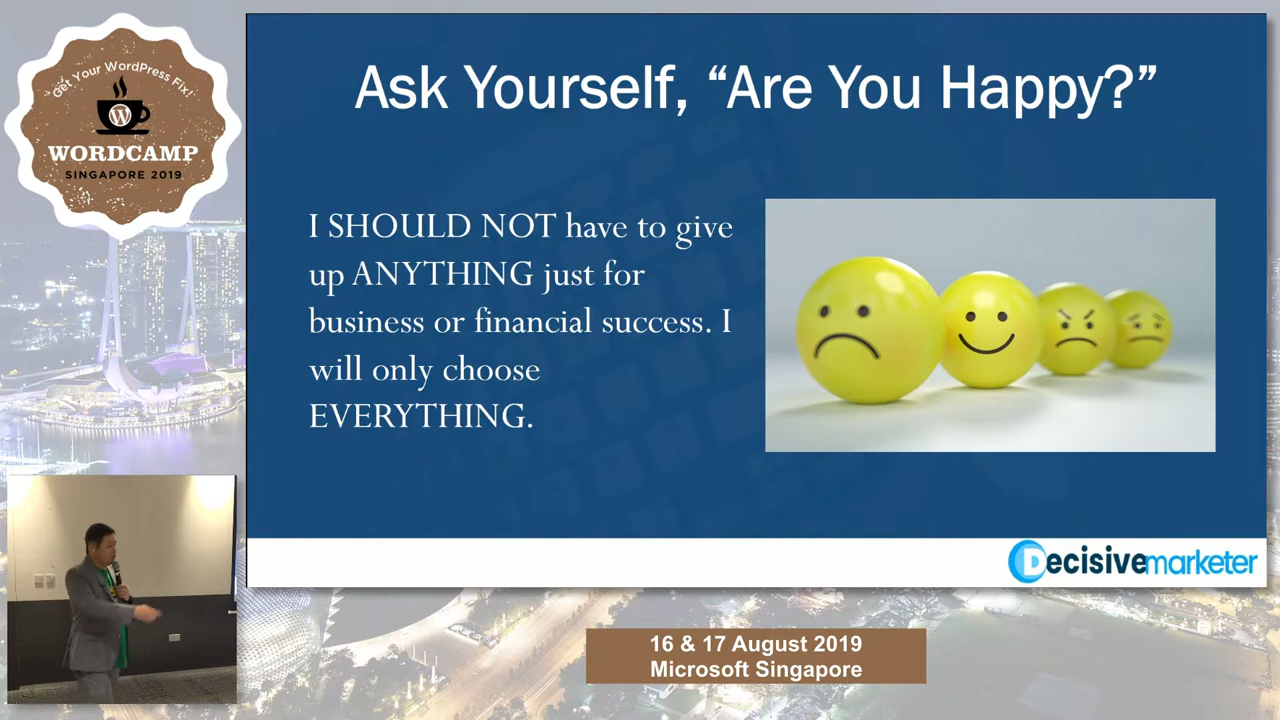 Get Your WordPress Fix!
WORDCAMP
SINGAPORE 2019
Ask Yourself, “Are You Happy?”
I SHOULD NOT have to give
up ANYTHING just for
business or financial success. I
will only choose
EVERYTHING.
Decisivemarketer
16 & 17 August 2019
Microsoft Singapore